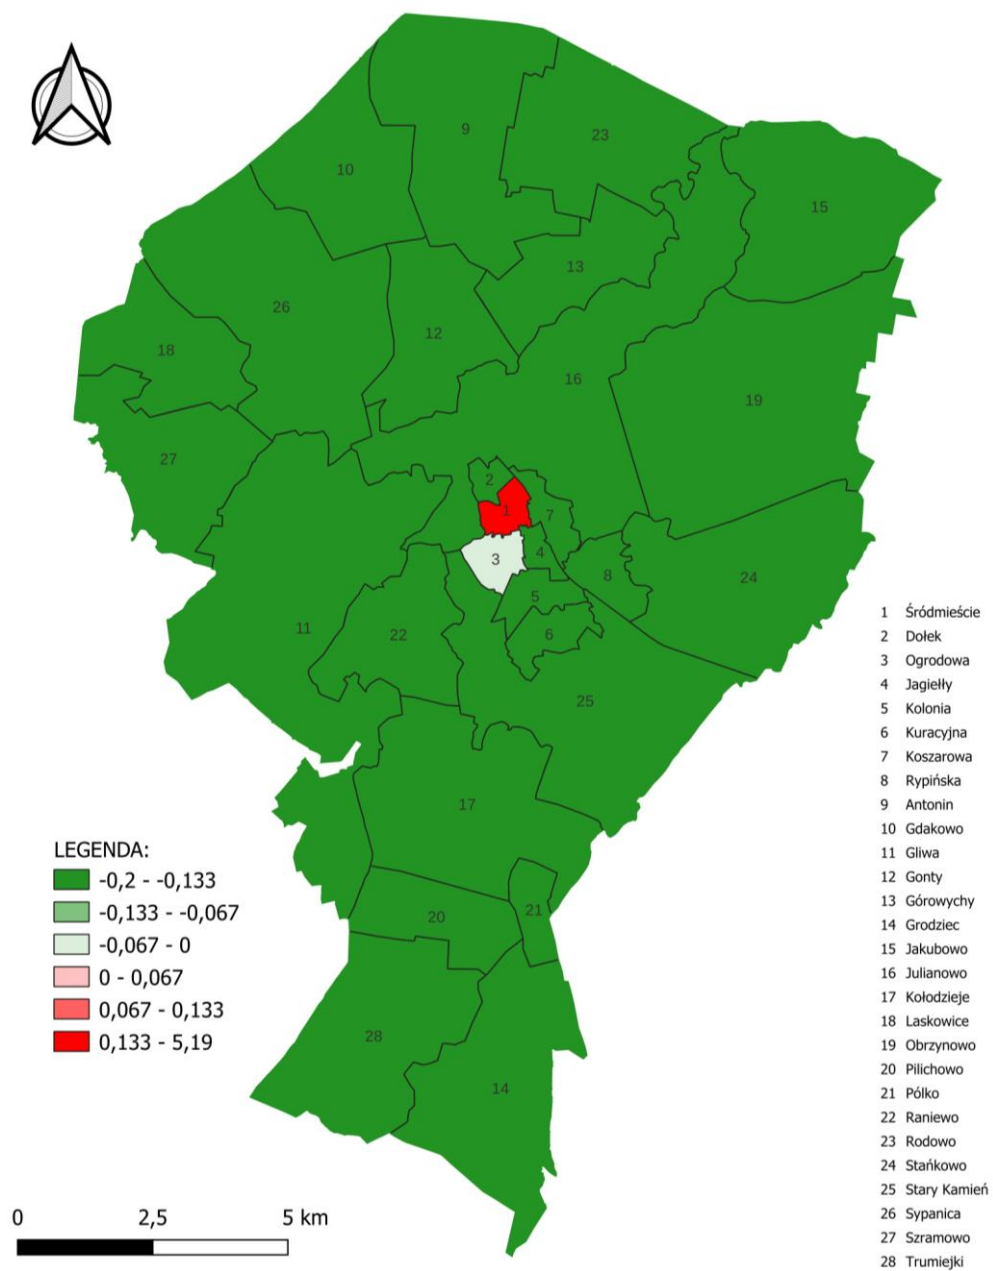 9
23
10
15
13
26
12
18
16
19
27
2
1
7
3
4
8
24
5
11
22
6
25
17
20
21
28
14
LEGENDA:
-0,2 - -0,133
-0,133 - -0,067
-0,067 - 0
0 - 0,067
0,067 - 0,133
0,133 - 5,19
0 2,5 5 km
1 Śródmieście
2 Dołek
3 Ogrodowa
4 Jagiełły
5 Kolonia
6 Kuracyjna
7 Koszarowa
8 Rypińska
9 Antonin
10 Gdakowo
11 Gliwa
12 Gonty
13 Górowychy
14 Grodziec
15 Jakubowo
16 Julianowo
17 Kołodzieje
18 Laskowice
19 Obrzynowo
20 Pilichowo
21 Pólko
22 Raniewo
23 Rodowo
24 Stańkowo
25 Stary Kamień
26 Sypanica
27 Szramowo
28 Trumiejki